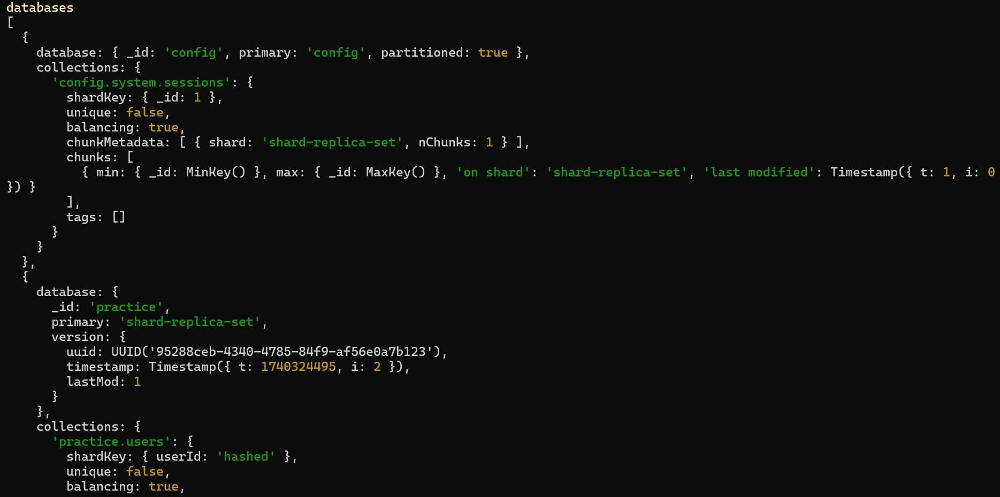 databases
[
  {
    database: { _id: 'config', primary: 'config', partitioned: true },
    collections: {
      'config.system.sessions': {
        shardKey: { _id: 1 },
        unique: false,
        balancing: true,
        chunkMetadata: [ { shard: 'shard-replica-set', nChunks: 1 } ],
        chunks: [
          { min: { _id: MinKey() }, max: { _id: MaxKey() }, 'on shard': 'shard-replica-set', 'last modified': Timestamp({ t: 1, i: 0
}) }
        ],
        tags: []
      }
    }
  },
  {
    database: {
      _id: 'practice',
      primary: 'shard-replica-set',
      version: {
        uuid: UUID('95288ceb-4340-4785-84f9-af56e0a7b123'),
        timestamp: Timestamp({ t: 1740324495, i: 2 }),
        lastMod: 1
      }
    },
    collections: {
      'practice.users': {
        shardKey: { userId: 'hashed' },
        unique: false,
        balancing: true,